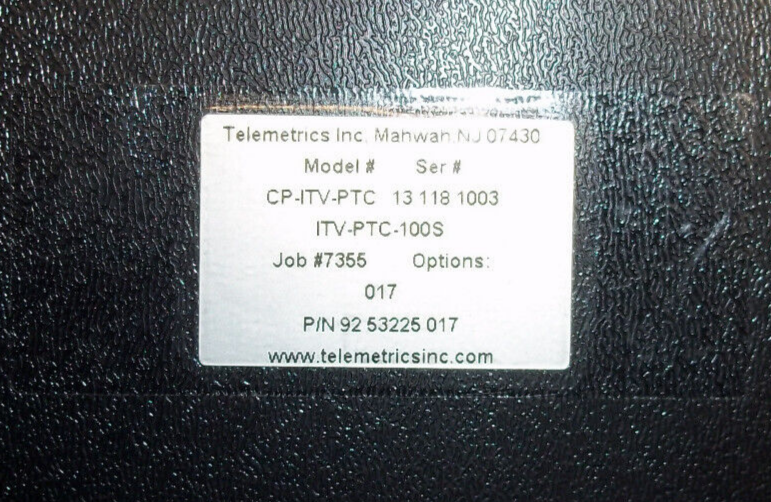 Telemetrics Inc. Mahwah NJ 07430
Model # Ser #
CP-ITV-PTC 13 118 1003
ITV-PTC-100S
Job #7355 Options:
017
P/N 92 53225 017
www.telemetricsinc.com